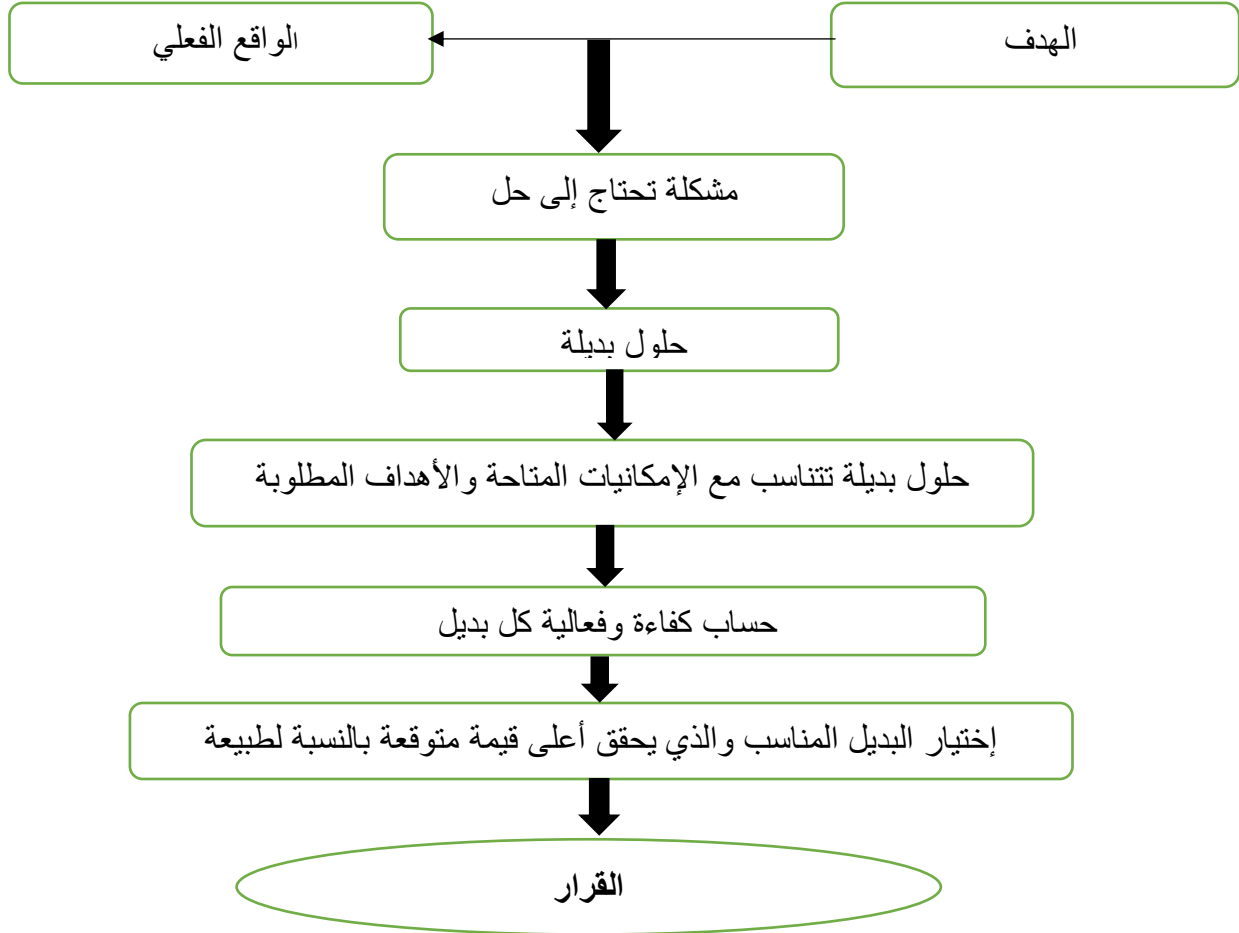 الهدف
الواقع الفعلي
مشكلة تحتاج إلى حل
حلول بديلة
حلول بديلة تتناسب مع الإمكانيات المتاحة والأهداف المطلوبة
حساب كفاءة وفعالية كل بديل
إختيار البديل المناسب والذي يحقق أعلى قيمة متوقعة بالنسبة لطبيعة
القرار